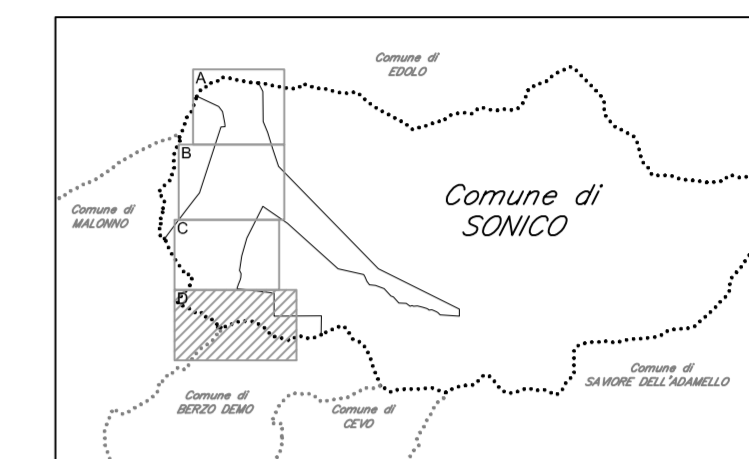 Comune di
EDOLO
A
B
Comune di
SONICO
Comune di
MALONNO
C
D
Comune di
SAVIORE DELL'ADAMELLO
Comune di
BERZO DEMO
Comune di
CEVO